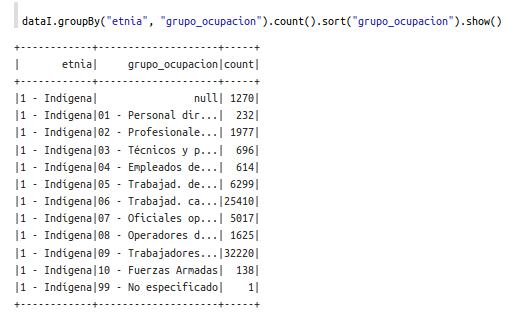 dataI.groupBy("etnia", "grupo_ocupacion").count().sort("grupo_ocupacion").show()
+------------+--------------------+-----+
|       etnia|     grupo_ocupacion|count|
+------------+--------------------+-----+
|1 - Indígena|                null| 1270|
|1 - Indígena|01 - Personal dir...|  232|
|1 - Indígena|02 - Profesionale...| 1977|
|1 - Indígena|03 - Técnicos y p...|  696|
|1 - Indígena|04 - Empleados de...|  614|
|1 - Indígena|05 - Trabajad. de...| 6299|
|1 - Indígena|06 - Trabajad. ca...|25410|
|1 - Indígena|07 - Oficiales op...| 5017|
|1 - Indígena|08 - Operadores d...| 1625|
|1 - Indígena|09 - Trabajadores...|32220|
|1 - Indígena|10 - Fuerzas Armadas|  138|
|1 - Indígena|99 - No especificado|    1|
+------------+--------------------+-----+